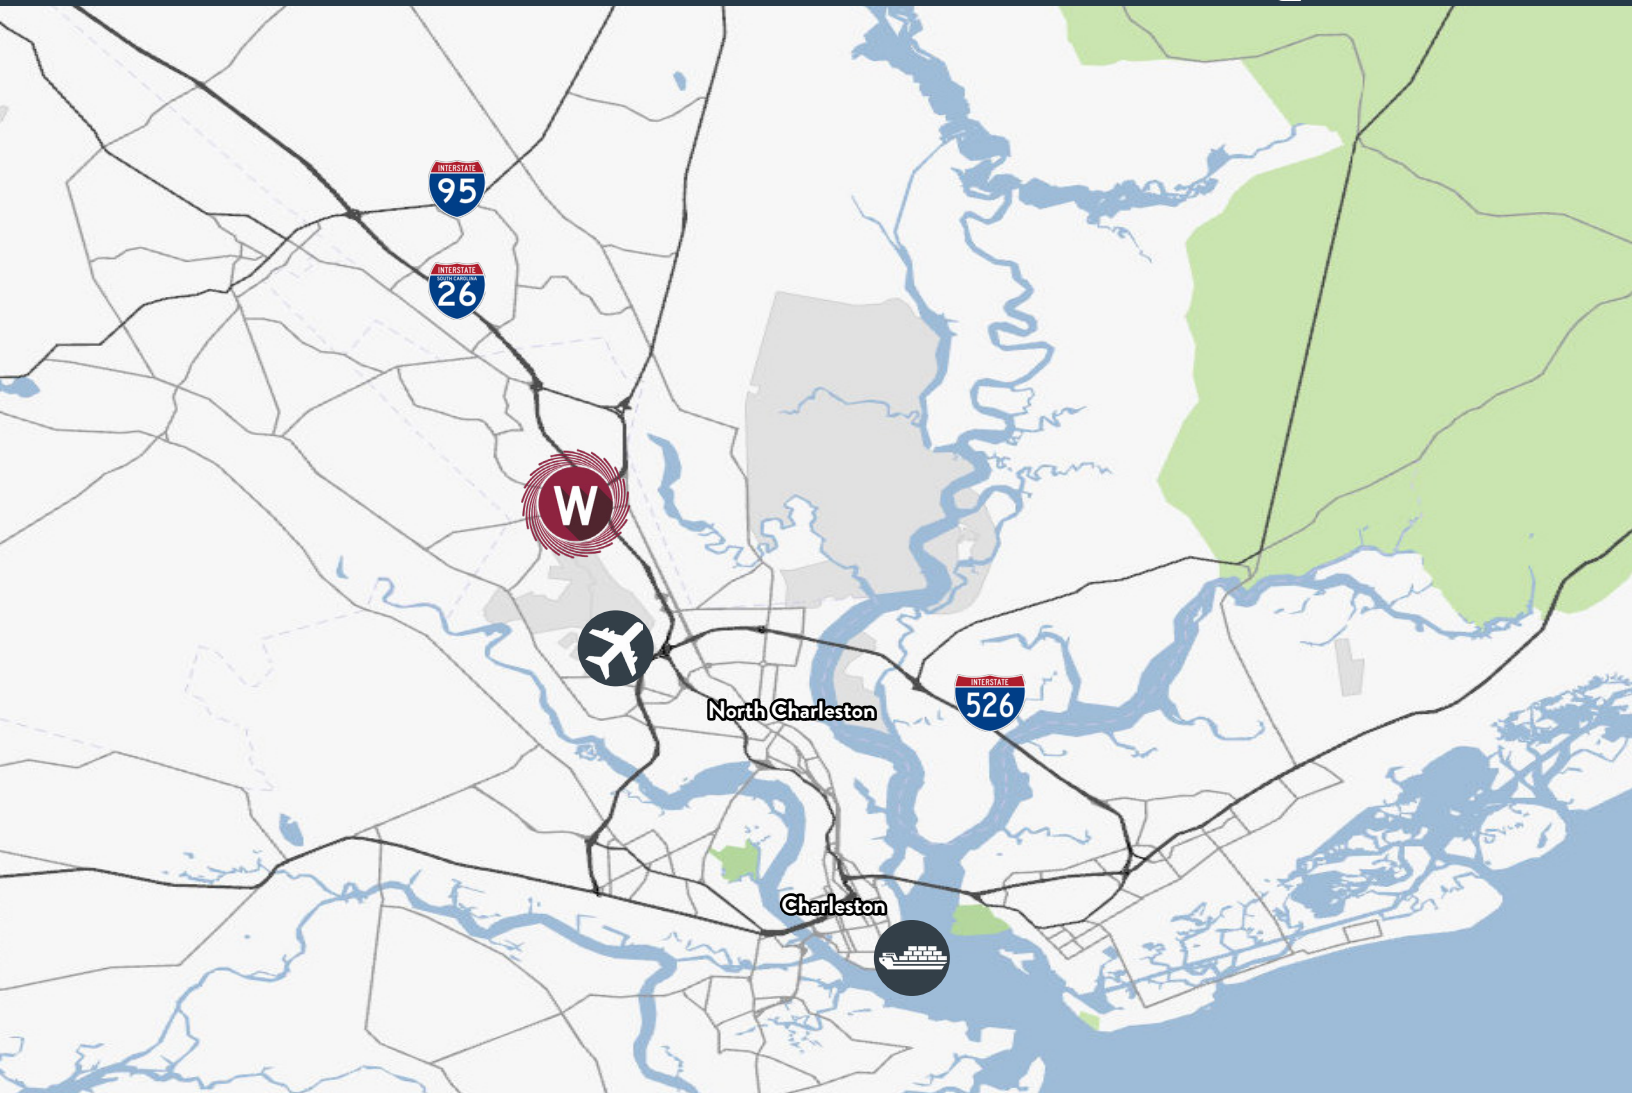 INTERSTATE
95
INTERSTATE
SOUTH CAROLINA
26
W
INTERSTATE
526
North Charleston
Charleston